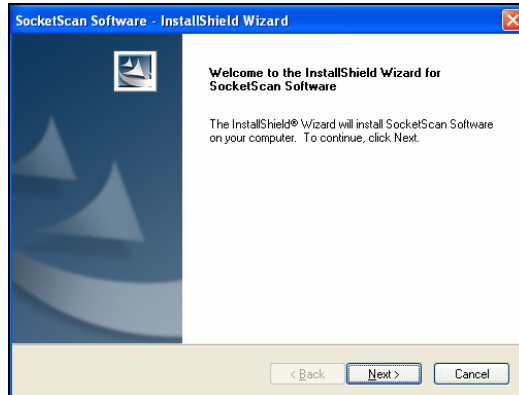 SocketScan Software - InstallShield Wizard
Welcome to the InstallShield Wizard for
SocketScan Software
The InstallShield® Wizard will install SocketScan Software
on your computer. To continue, click Next.
< Back
Next >
Cancel